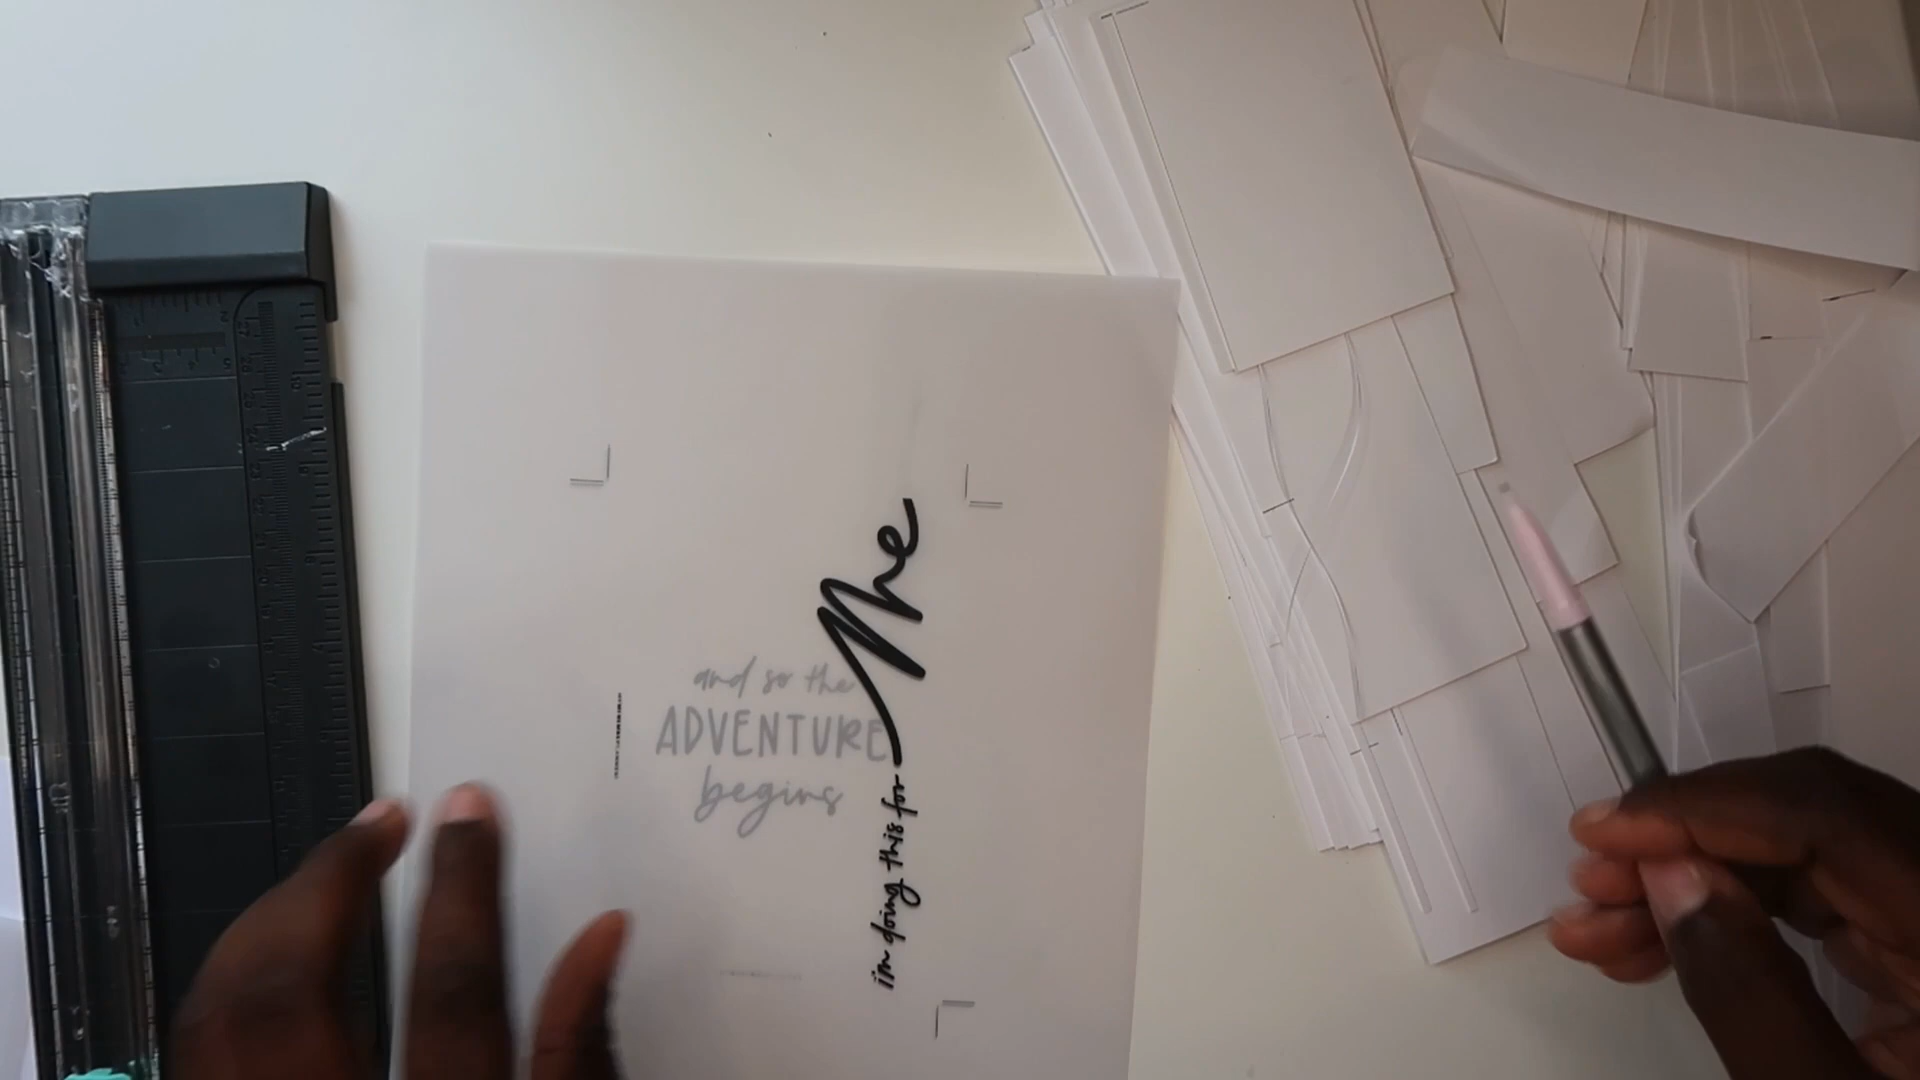 and so the
ADVENTURE
begins
i'm doing this for
Me